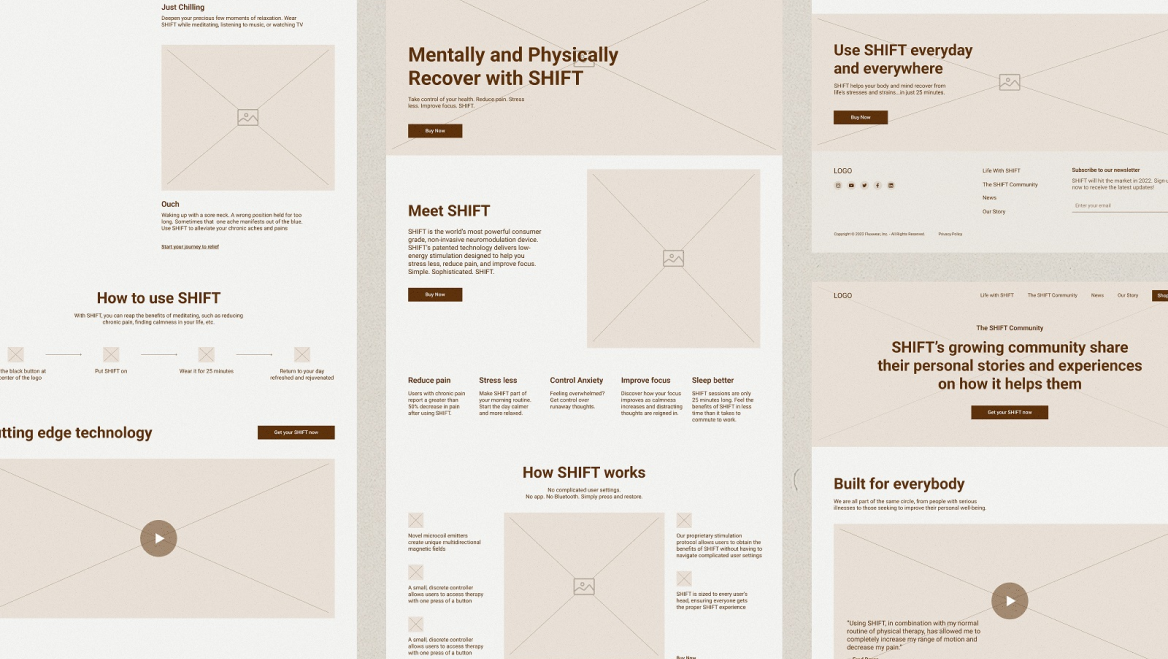 Just Chilling
Deepen your precious few moments of relaxation. Wear
SHIFT while meditating, listening to music, or watching TV
Ouch
Waking up with a sore neck. A wrong position held for too
long. Sometimes that one ache manifests out of the blue.
Use SHIFT to alleviate your chronic aches and pains
Start your journey to relief
How to use SHIFT
With SHIFT, you can reap the benefits of meditating, such as reducing
chronic pain, finding calmness in your life, etc.
the black button at
center of the logo
Put SHIFT on
Wear it for 25 minutes
Return to your day
refreshed and rejuvenated
tting edge technology
Get your SHIFT now
Mentally and Physically
Recover with SHIFT
Take control of your health. Reduce pain. Stress
less. Improve focus. SHIFT.
Buy Now
Meet SHIFT
SHIFT is the world's most powerful consumer
grade, non-invasive neuromodulation device.
SHIFT's patented technology delivers low-
energy stimulation designed to help you
stress less, reduce pain, and improve focus.
Simple. Sophisticated. SHIFT.
Buy Now
Reduce pain
Users with chronic pain
report a greater than
50% decrease in pain
after using SHIFT.
Stress less
Make SHIFT part of
your morning routine.
Start the day calmer
and more relaxed.
Control Anxiety
Feeling overwhelmed?
Get control over
runaway thoughts.
Improve focus
Discover how your focus
improves as calmness
increases and distracting
thoughts are reigned in.
Sleep better
SHIFT sessions are only
25 minutes long. Feel the
benefits of SHIFT in less
time than it takes to
commute to work.
How SHIFT works
No complicated user settings.
No app. No Bluetooth. Simply press and restore.
Novel microcoil emitters
create unique multidirectional
magnetic fields
A small, discrete controller
allows users to access therapy
with one press of a button
A small, discrete controller
allows users to access therapy
with one press of a button
Our proprietary stimulation
protocol allows users to obtain the
benefits of SHIFT without having to
navigate complicated user settings
SHIFT is sized to every user's
head, ensuring everyone gets
the proper SHIFT experience
Buy Now
Use SHIFT everyday
and everywhere
SHIFT helps your body and mind recover from
life's stresses and strains...in just 25 minutes.
Buy Now
LOGO
Life With SHIFT
The SHIFT Community
News
Our Story
Subscribe to our newsletter
SHIFT will hit the market in 2022. Sign u
now to receive the latest updates!
Enter your email
Privacy Policy
LOGO
Life with SHIFT
The SHIFT Community
News
Our Story
Shop
The SHIFT Community
SHIFT's growing community share
their personal stories and experiences
on how it helps them
Get your SHIFT now
Built for everybody
We are all part of the same circle, from people with serious
illnesses to those seeking to improve their personal well-being.
"Using SHIFT, in combination with my normal
routine of physical therapy, has allowed me to
completely increase my range of motion and
decrease my pain."